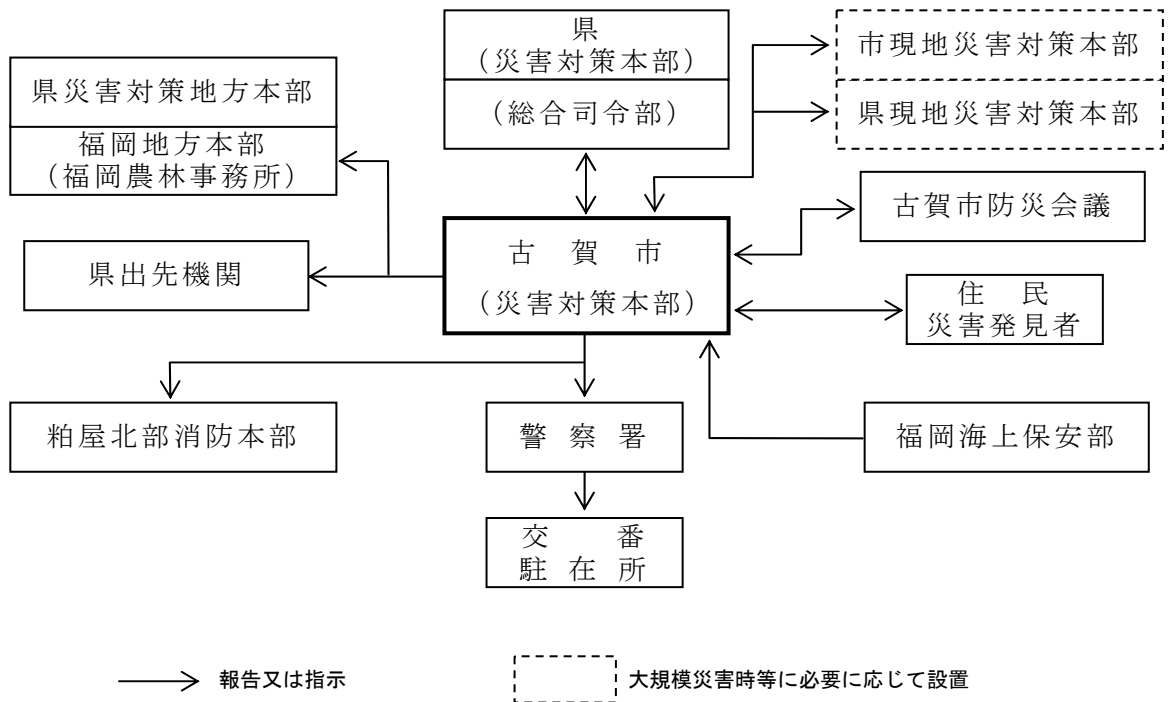 県
（災害対策本部）
（総合司令部）
市現地災害対策本部
県現地災害対策本部
県災害対策地方本部
福岡地方本部
（福岡農林事務所）
古賀市防災会議
古　賀　市
（災害対策本部）
県出先機関
住　民
災害発見者
粕屋北部消防本部
警察署
福岡海上保安部
交　番
駐在所
報告又は指示
大規模災害時等に必要に応じて設置